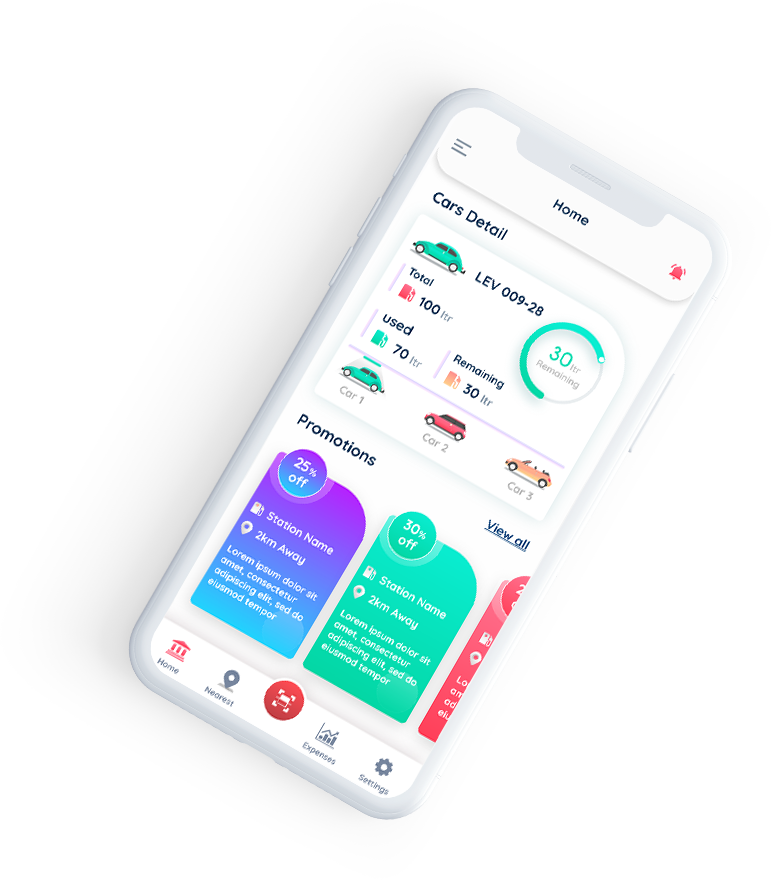 Home
Cars Detail
LEV 009-28
Total
100 ltr
used
70 ltr
Remaining
30 ltr
30 ltr
Remaining
Car 1
Car 2
Car 3
Promotions
View all
25%
off
Station Name
2km Away
Lorem ipsum dolor sit
amet, consectetur
adipiscing elit, sed do
eiusmod tempor
30%
off
Station Name
2km Away
Lorem ipsum dolor sit
amet, consectetur
adipiscing elit, sed do
eiusmod tempor
Home
Nearest
Expenses
Settings